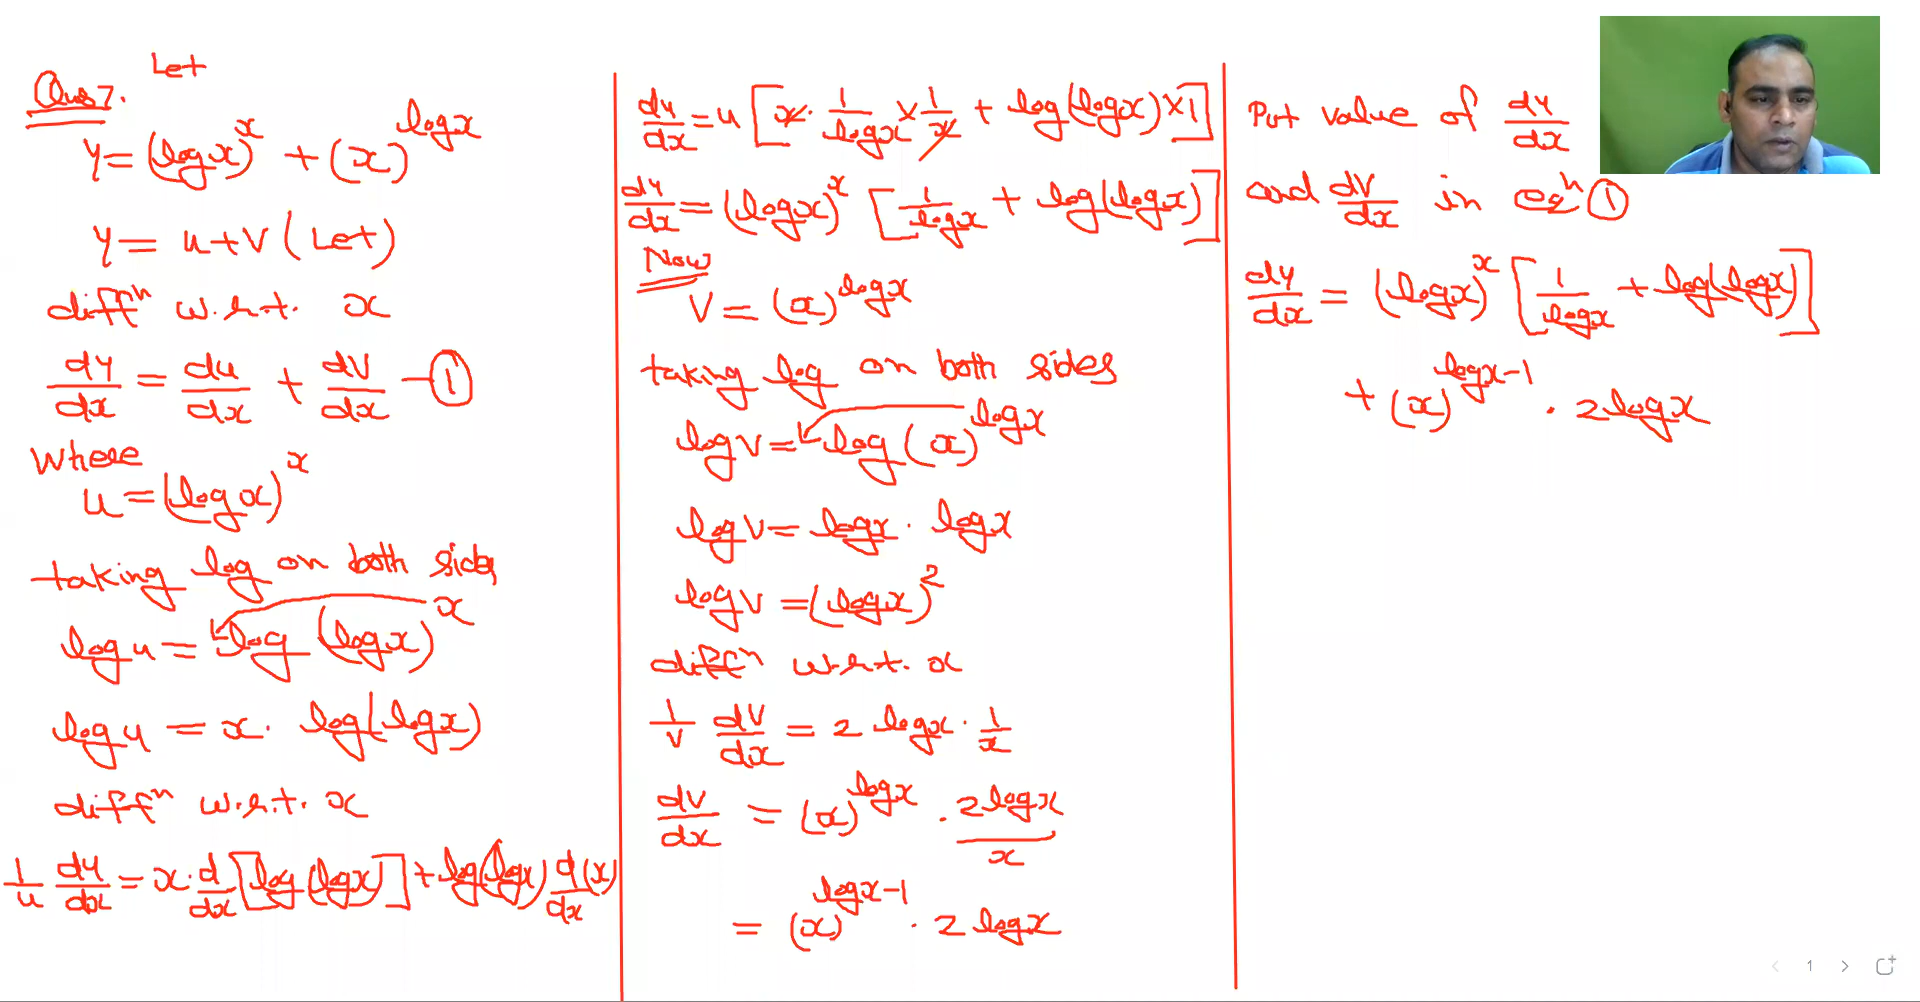 Ques 7. Let
y = (log x)^x + (x)^{log x}
y = u+v (Let)
diffⁿ w.r.t. x
dy/dx = du/dx + dv/dx —①
Where
u = (log x)^x
taking log on both sides
log u = log (log x)^x
log u = x · log(log x)
diffⁿ w.r.t. x
1/u du/dx = x · d/dx [log (log x)] + log(log x) d/dx (x)
du/dx = u [x · 1/log x × 1/x + log(log x) × 1]
du/dx = (log x)^x [1/log x + log(log x)]
Now
v = (x)^{log x}
taking log on both sides
log v = log (x)^{log x}
log v = log x · log x
log v = (log x)^2
diffⁿ w.r.t. x
1/v dv/dx = 2 log x · 1/x
dv/dx = (x)^{log x} · 2 log x / x
= (x)^{log x-1} · 2 log x
Put value of du/dx
and dv/dx in eqⁿ ①
dy/dx = (log x)^x [1/log x + log(log x)]
+ (x)^{log x-1} · 2 log x
1